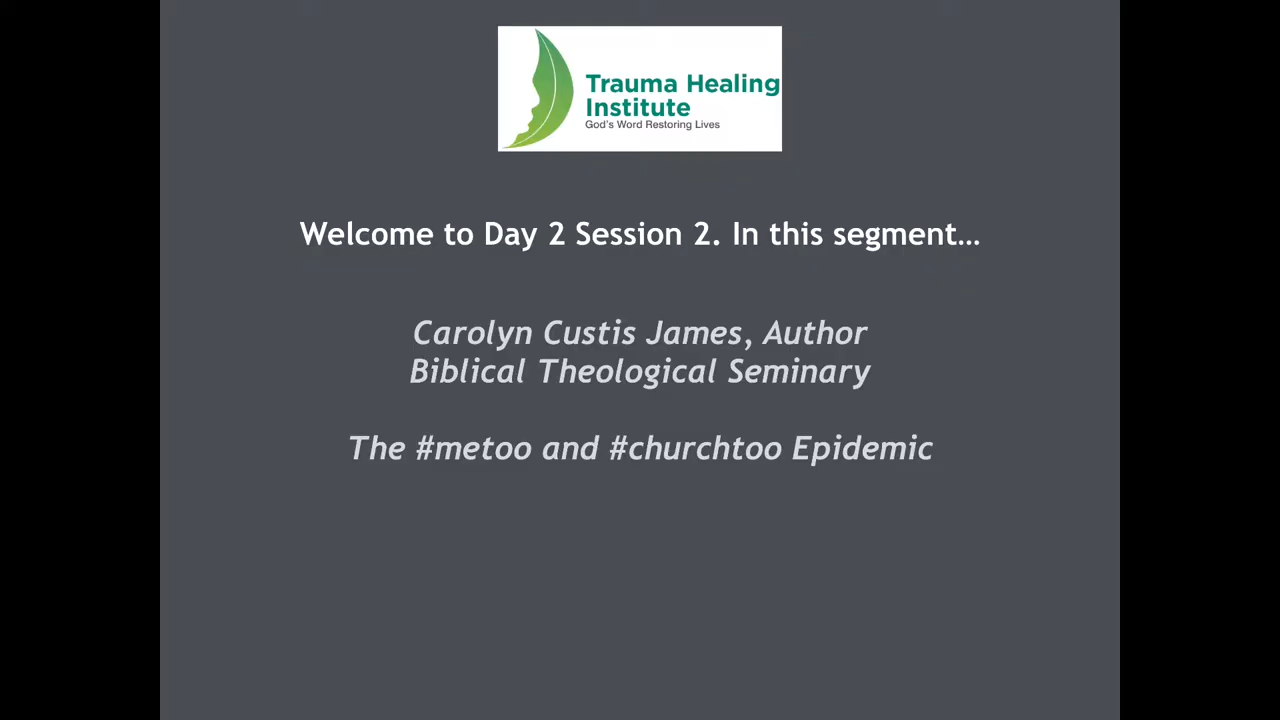 Trauma Healing
Institute
God's Word Restoring Lives
Welcome to Day 2 Session 2. In this segment…
Carolyn Custis James, Author
Biblical Theological Seminary
The #metoo and #churchtoo Epidemic